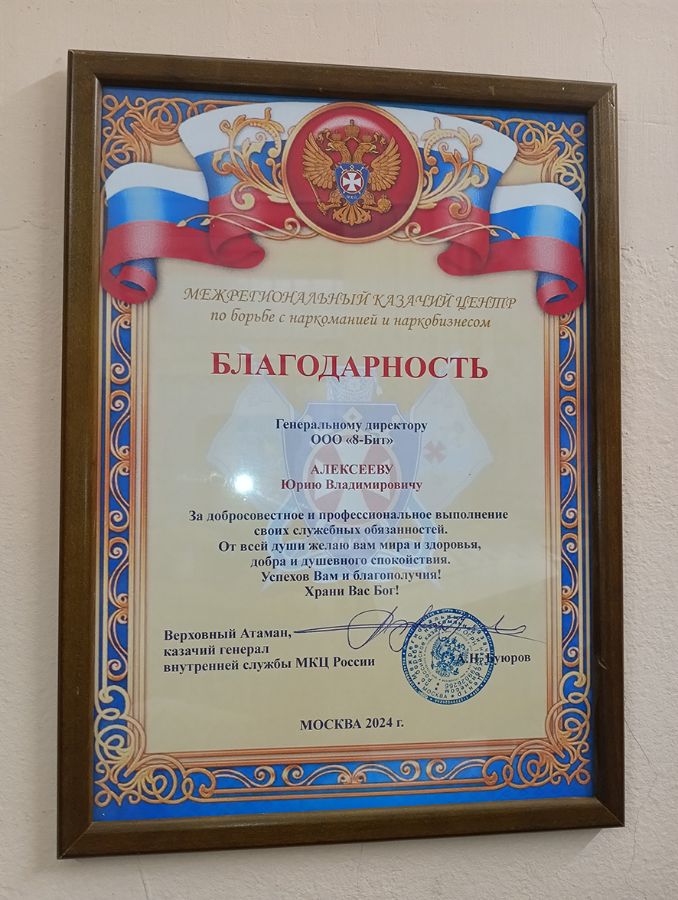 МЕЖРЕГИОНАЛЬНЫЙ КАЗАЧИЙ ЦЕНТР
по борьбе с наркоманией и наркобизнесом
БЛАГОДАРНОСТЬ
Генеральному директору
ООО «8-Бит»
АЛЕКСЕЕВУ
Юрию Владимировичу
За добросовестное и профессиональное выполнение
своих служебных обязанностей.
От всей души желаю вам мира и здоровья,
добра и душевного спокойствия.
Успехов Вам и благополучия!
Храни Вас Бог!
Верховный Атаман,
казачий генерал
внутренней службы МКЦ России
МОСКВА 2024 г.